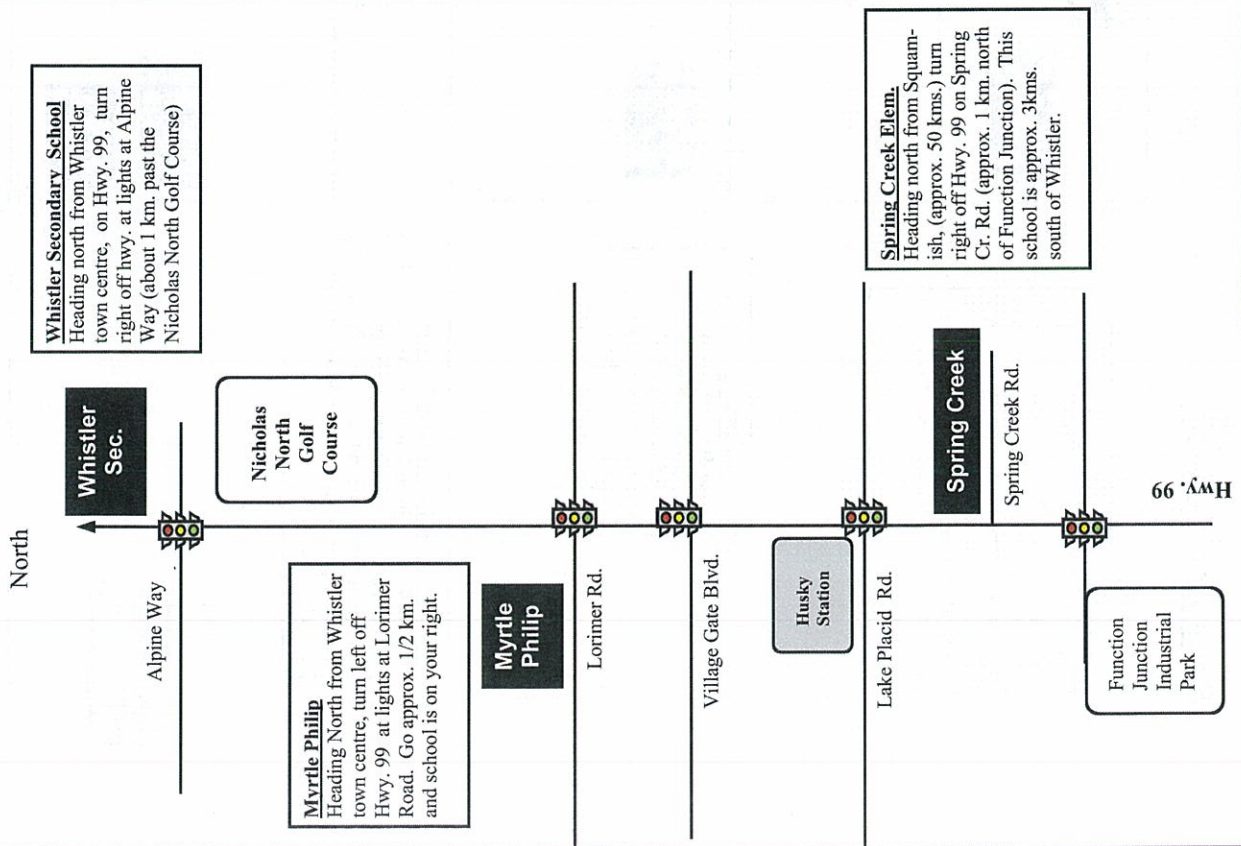 North
Whistler Secondary School
Heading north from Whistler
town centre, on Hwy. 99, turn
right off hwy. at lights at Alpine
Way (about 1 km. past the
Nicholas North Golf Course)
Whistler
Sec.
Alpine Way
Nicholas
North
Golf
Course
Myrtle Philip
Heading North from Whistler
town centre, turn left off
Hwy. 99 at lights at Lorimer
Road. Go approx. 1/2 km.
and school is on your right.
Myrtle
Philip
Lorimer Rd.
Village Gate Blvd.
Husky
Station
Lake Placid Rd.
Spring Creek Elem.
Heading north from Squam-
ish, (approx. 50 kms.) turn
right off Hwy. 99 on Spring
Cr. Rd. (approx. 1 km. north
of Function Junction). This
school is approx. 3kms.
south of Whistler.
Spring Creek
Spring Creek Rd.
Function
Junction
Industrial
Park
Hwy. 99